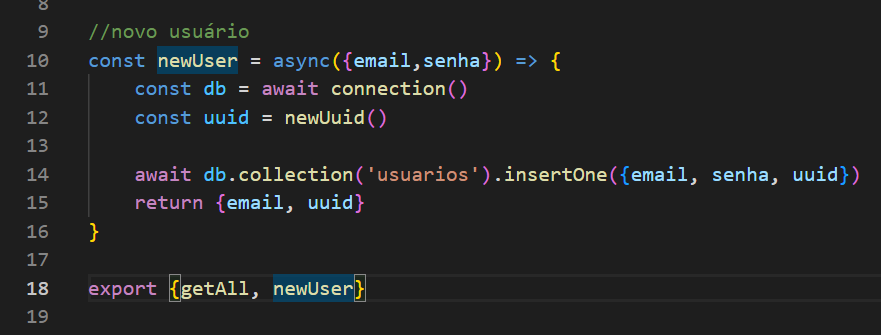 8
9 //novo usuário
10 const newUser = async({email,senha}) => {
11 const db = await connection()
12 const uuid = newUuid()
13
14 await db.collection('usuarios').insertOne({email, senha, uuid})
15 return {email, uuid}
16 }
17
18 export {getAll, newUser}
19